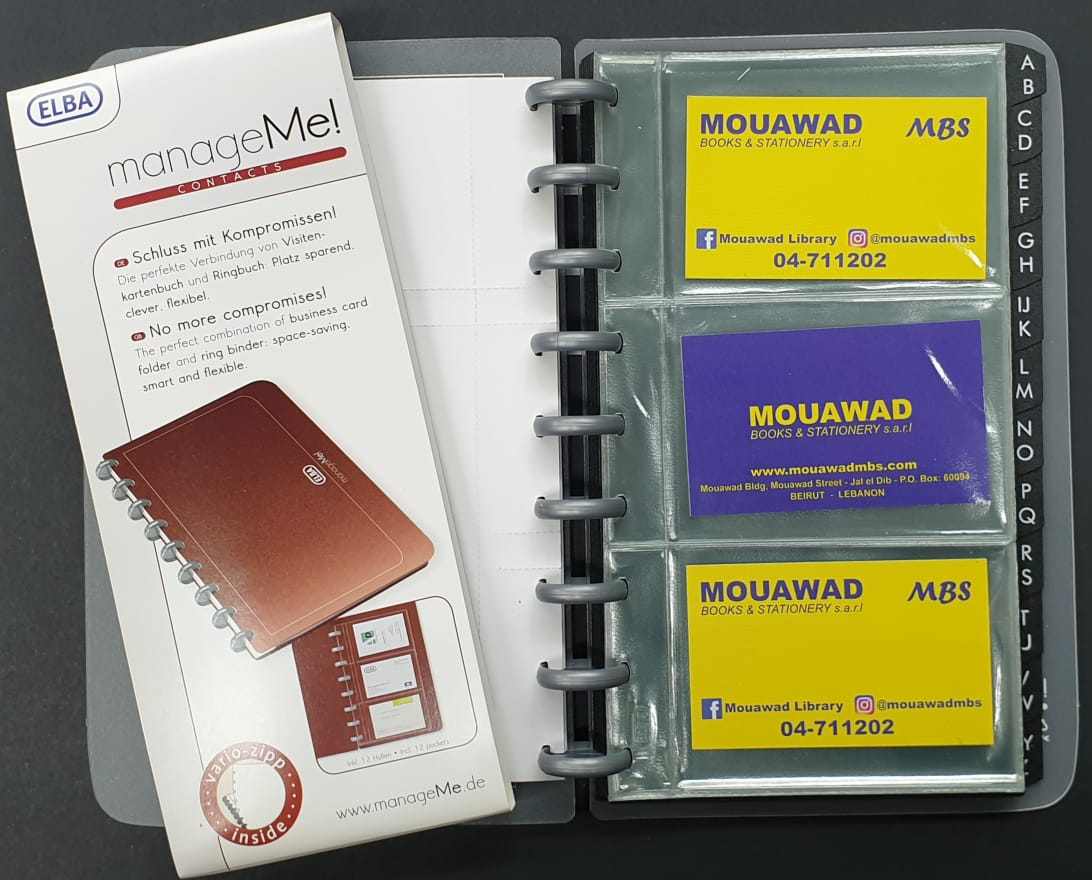 ELBA
manageMe!
CONTACTS
DE Schluss mit Kompromissen!
Die perfekte Verbindung von Visiten-
kartenbuch und Ringbuch: Platz sparend,
clever, flexibel.
GB No more compromises!
The perfect combination of business card
folder and ring binder: space-saving,
smart and flexible.
manageMe!
ELBA
ELBA
Inkl. 12 Hüllen • Incl. 12 pockets
vario-zipp
inside
www.manageMe.de
MOUAWAD MBS
BOOKS & STATIONERY s.a.r.l
Mouawad Library @mouawadmbs
04-711202
MOUAWAD
BOOKS & STATIONERY s.a.r.l
www.mouawadmbs.com
Mouawad Bldg, Mouawad Street - Jal el Dib - P.O. Box: 60094
BEIRUT - LEBANON
MOUAWAD MBS
BOOKS & STATIONERY s.a.r.l
Mouawad Library @mouawadmbs
04-711202
A
B
C
D
E
F
G
H
IJ
K
L
M
N
O
P
Q
R
S
T
V
Y